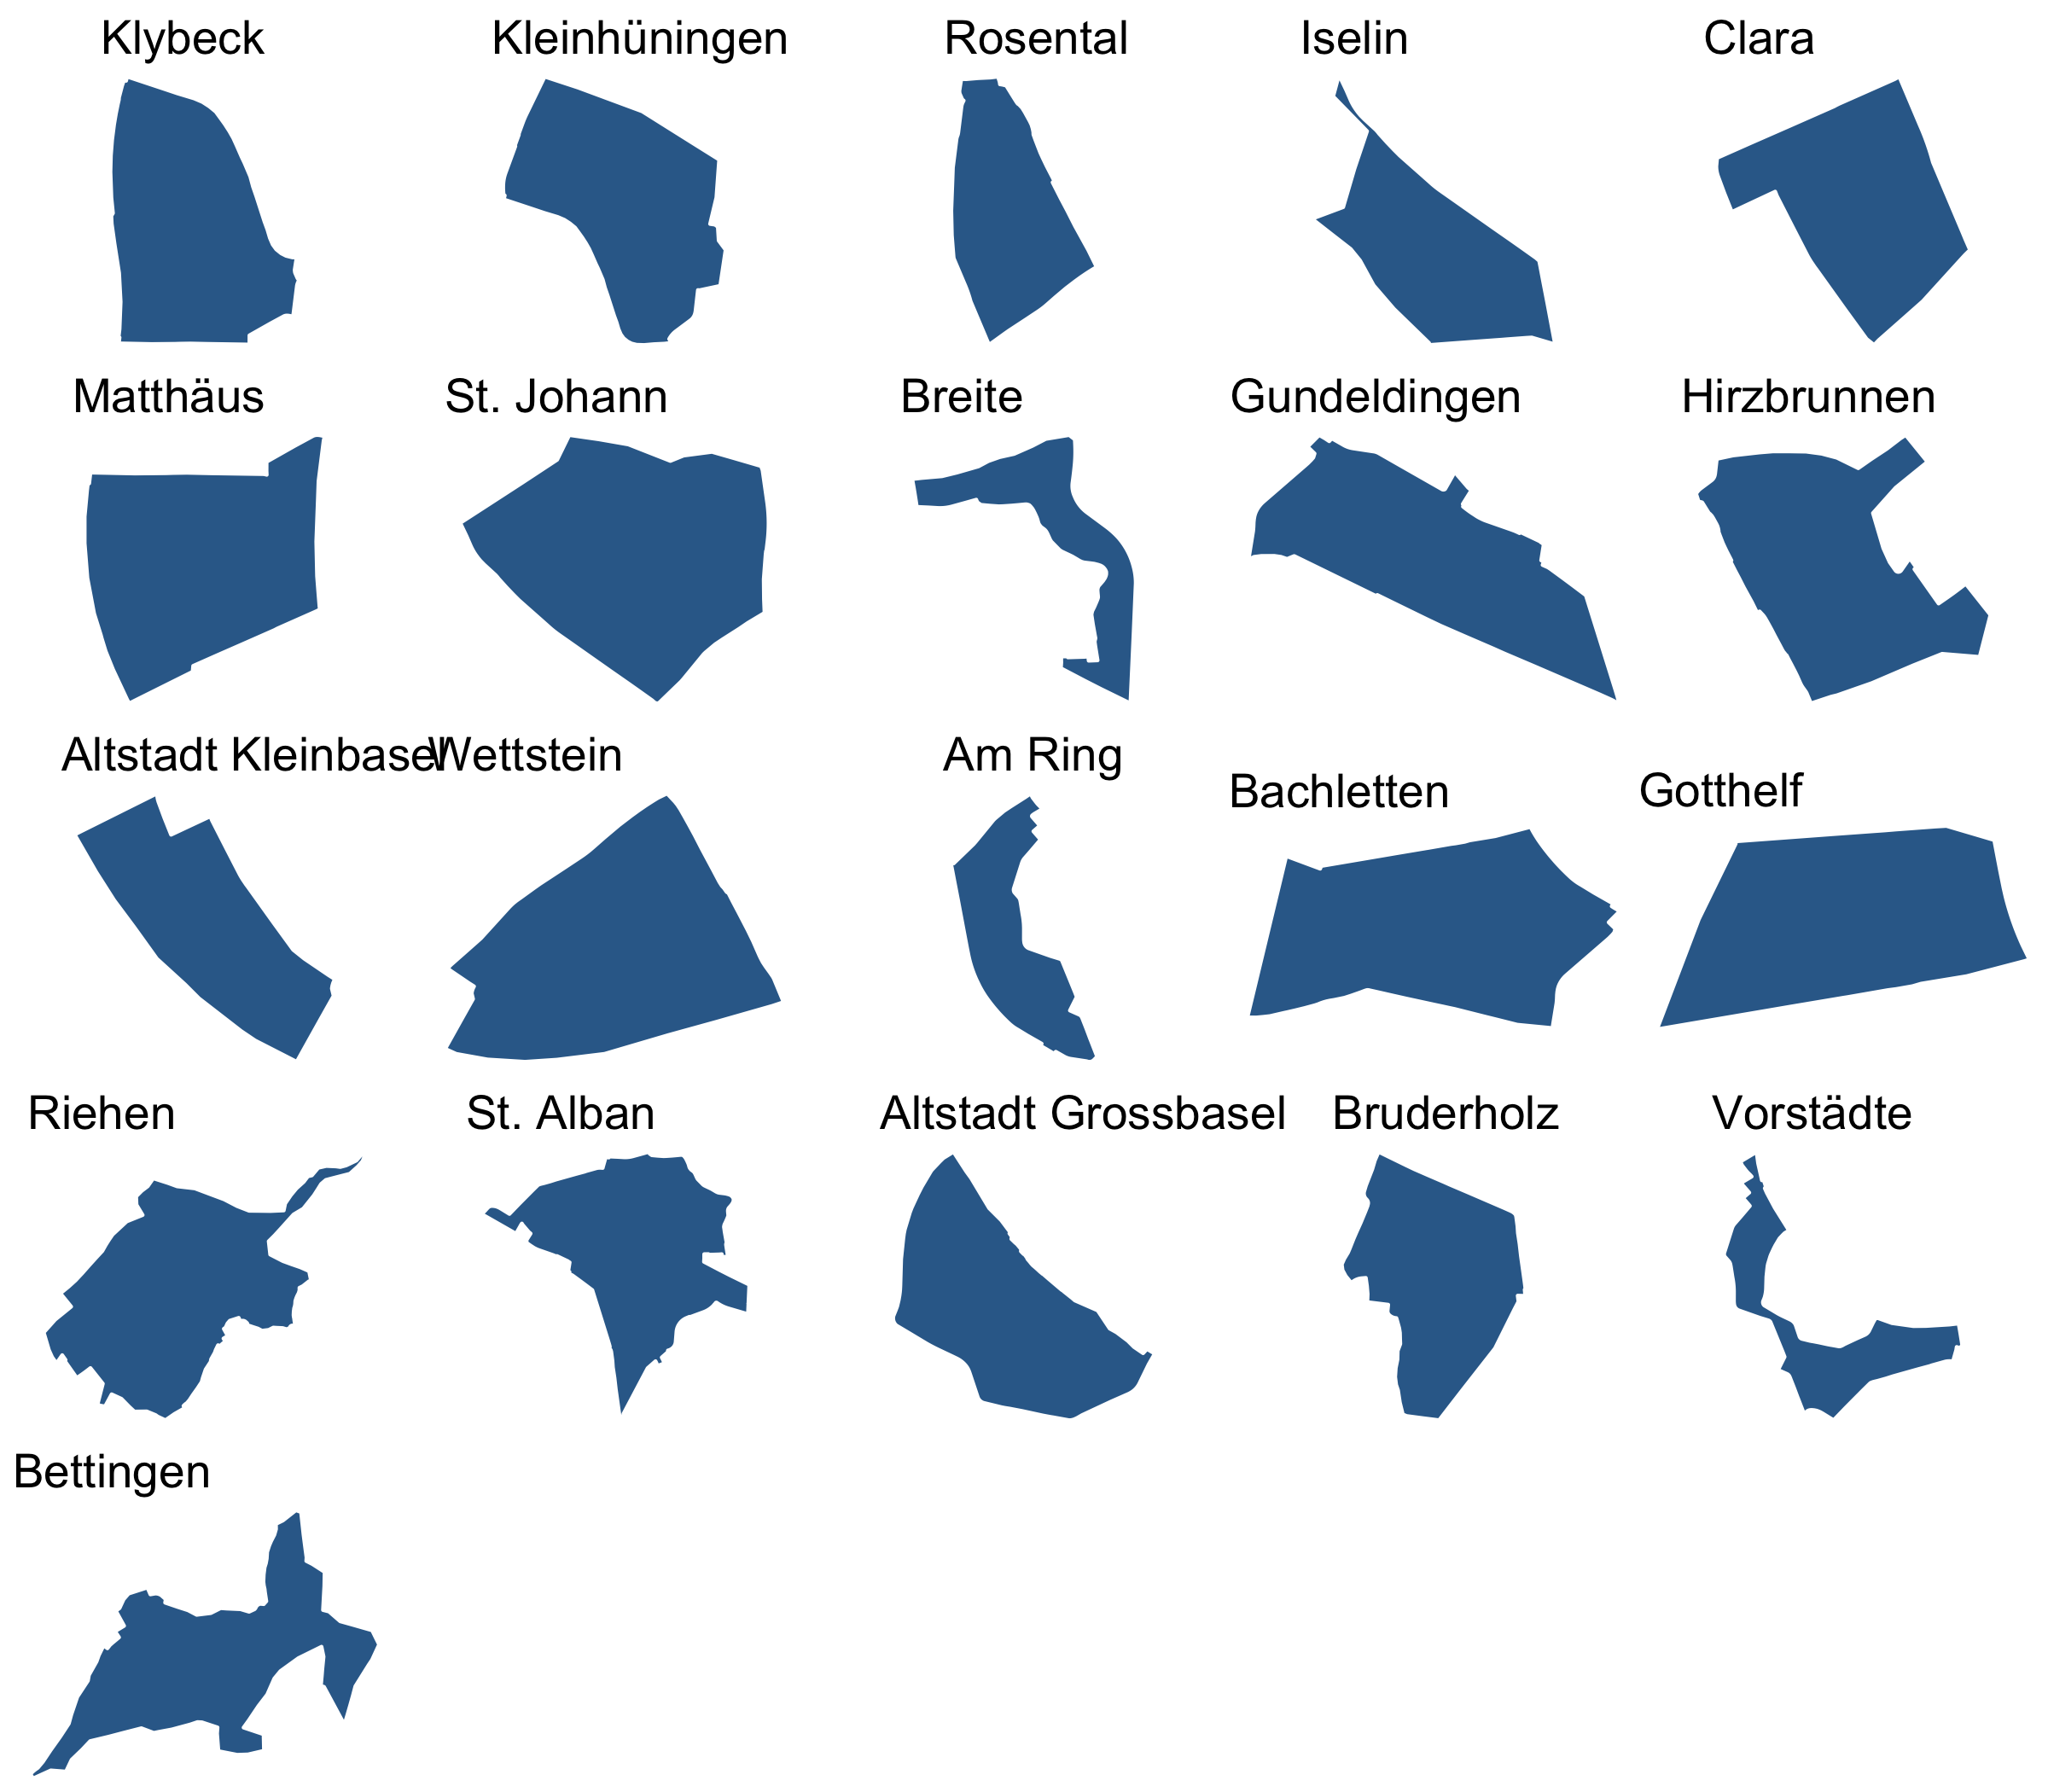 Klybeck
Kleinhüningen
Rosental
Iselin
Clara
Matthäus
St. Johann
Breite
Gundeldingen
Hirzbrunnen
Altstadt Kleinbasel
Wettstein
Am Ring
Bachletten
Gotthelf
Riehen
St. Alban
Altstadt Grossbasel
Bruderholz
Vorstädte
Bettingen